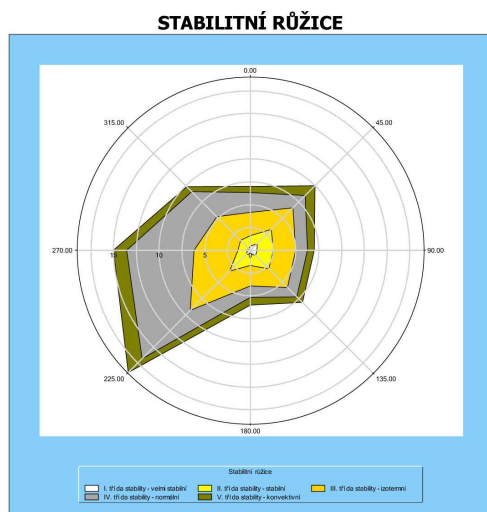 STABILITNÍ RŮŽICE
0.00
315.00 45.00
270.00 15 10 5 0 90.00
225.00 135.00
180.00
Stabilitní růžice
I. třída stability - velmi stabilní II. třída stability - stabilní III. třída stability - izotermní
IV. třída stability - normální V. třída stability - konvektivní